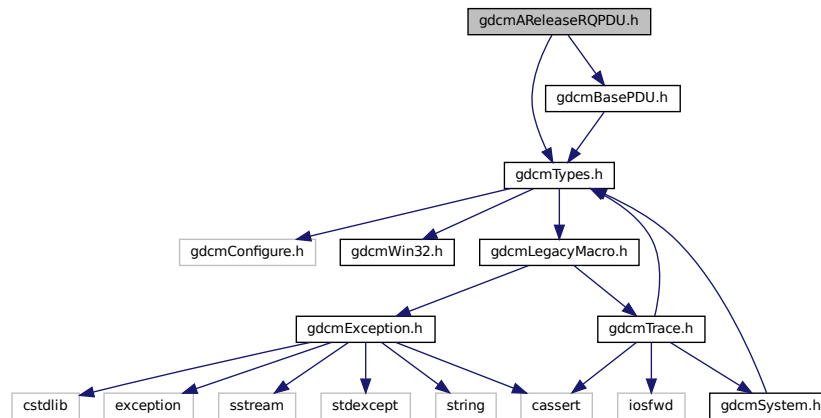 gdcmAReleaseRQPDU.h
gdcmBasePDU.h
gdcmTypes.h
gdcmConfigure.h
gdcmWin32.h
gdcmLegacyMacro.h
gdcmException.h
gdcmTrace.h
cstdlib
exception
sstream
stdexcept
string
cassert
iosfwd
gdcmSystem.h